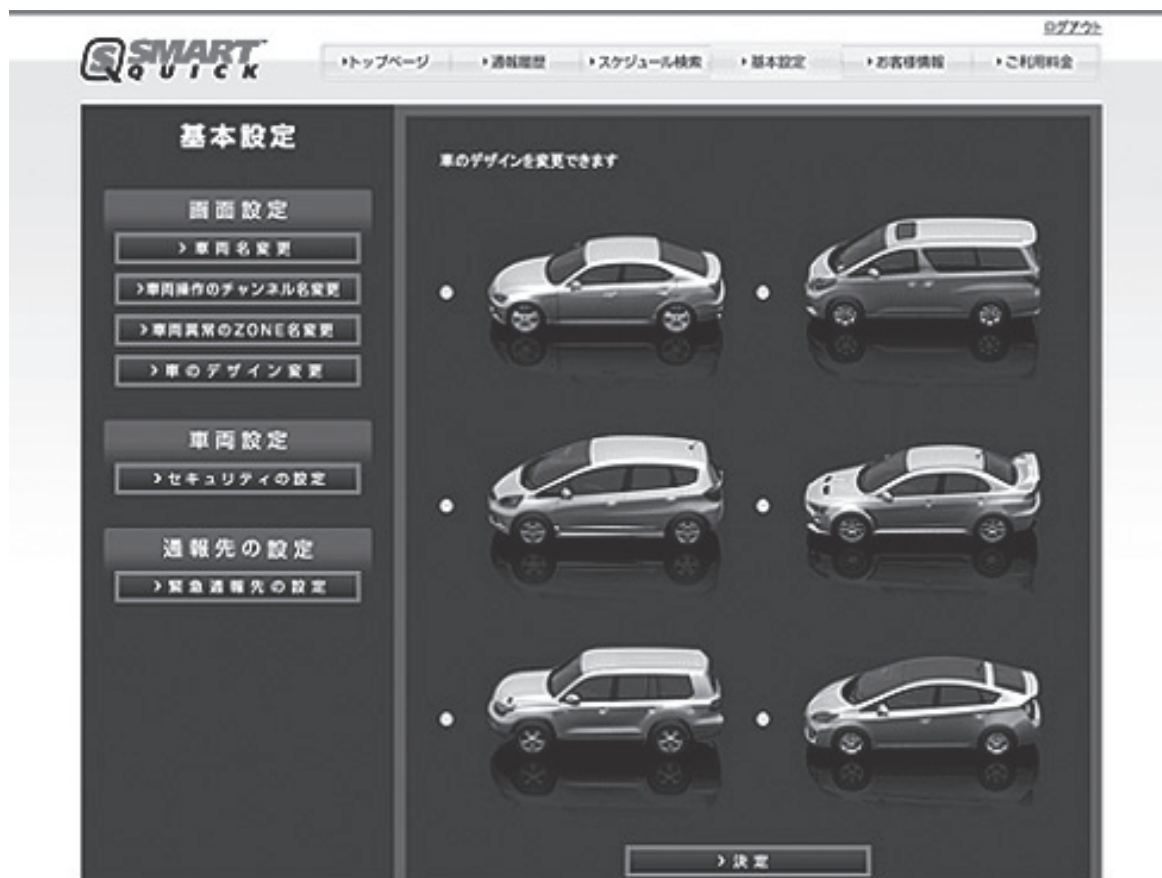 ログアウト
SMART
QUICK
トップページ 通報履歴 スケジュール検索 基本設定 お客様情報 ご利用料金
基本設定
車のデザインを変更できます
画面設定
車両名変更
車両操作のチャンネル名変更
車両異常のZONE名変更
車のデザイン変更
車両設定
セキュリティの設定
通報先の設定
緊急通報先の設定
決定